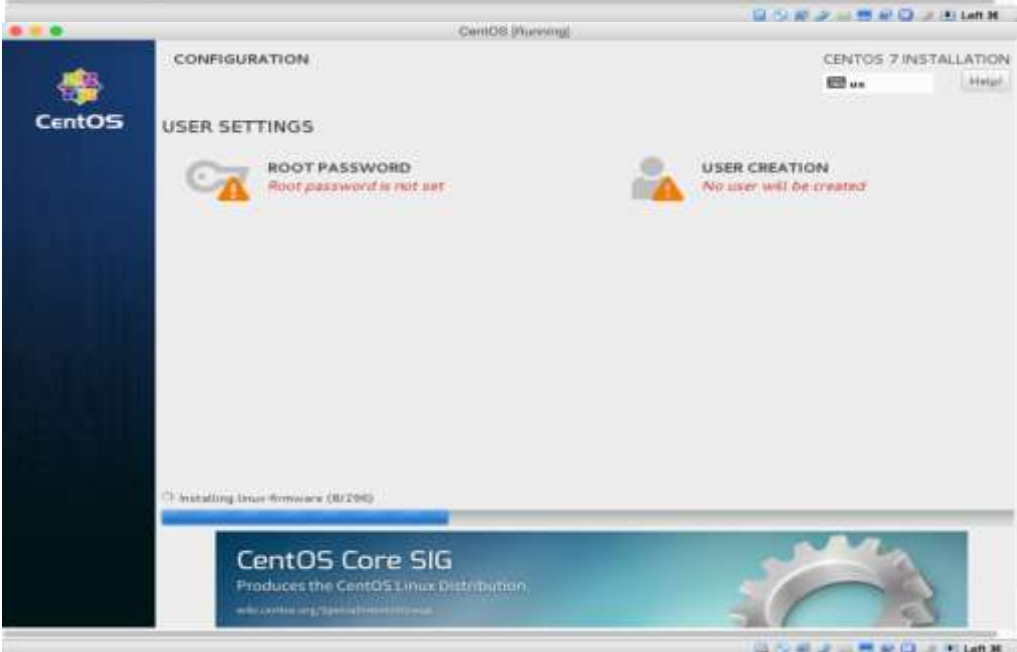 Left ⌘
CentOS [Running]
CONFIGURATION
CENTOS 7 INSTALLATION
us
Help!
CentOS
USER SETTINGS
ROOT PASSWORD
Root password is not set
USER CREATION
No user will be created
Installing linux-firmware (8/296)
CentOS Core SIG
Produces the CentOS Linux Distribution
Left ⌘